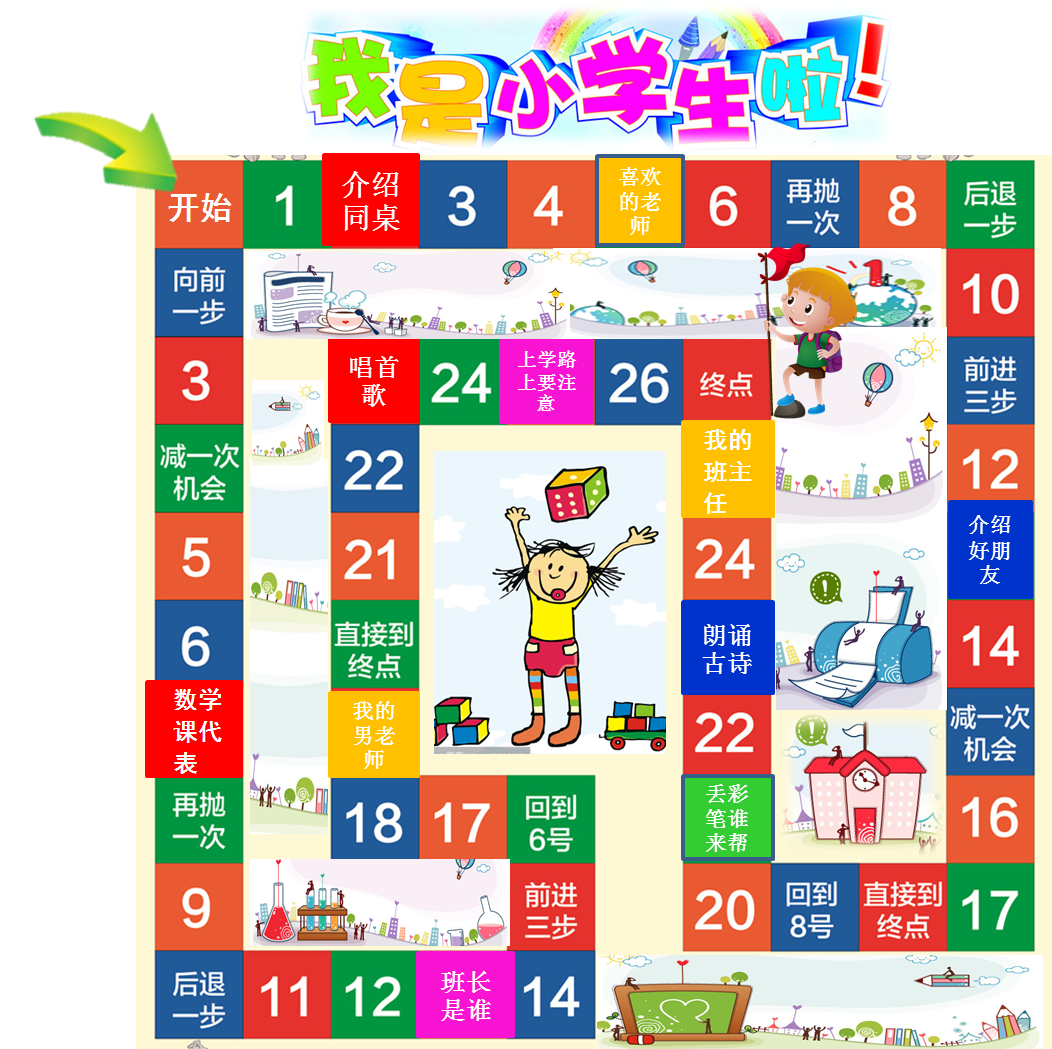 我是小学生啦!
开始
1
介绍
同桌
3
4
喜欢
的老
师
6
再抛
一次
8
后退
一步
10
前进
三步
12
介绍
好朋
友
14
减一次
机会
16
17
直接到
终点
回到
8号
20
丢彩
笔谁
来帮
22
朗诵
古诗
24
我的
班主
任
终点
向前
一步
3
减一次
机会
5
6
数学
课代
表
再抛
一次
9
后退
一步
11
12
班长
是谁
14
前进
三步
回到
6号
17
18
我的
男老
师
直接到
终点
21
22
唱首
歌
24
上学路
上要注
意
26
1